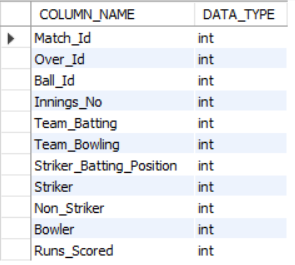 COLUMN_NAME DATA_TYPE
Match_Id int
Over_Id int
Ball_Id int
Innings_No int
Team_Batting int
Team_Bowling int
Striker_Batting_Position int
Striker int
Non_Striker int
Bowler int
Runs_Scored int